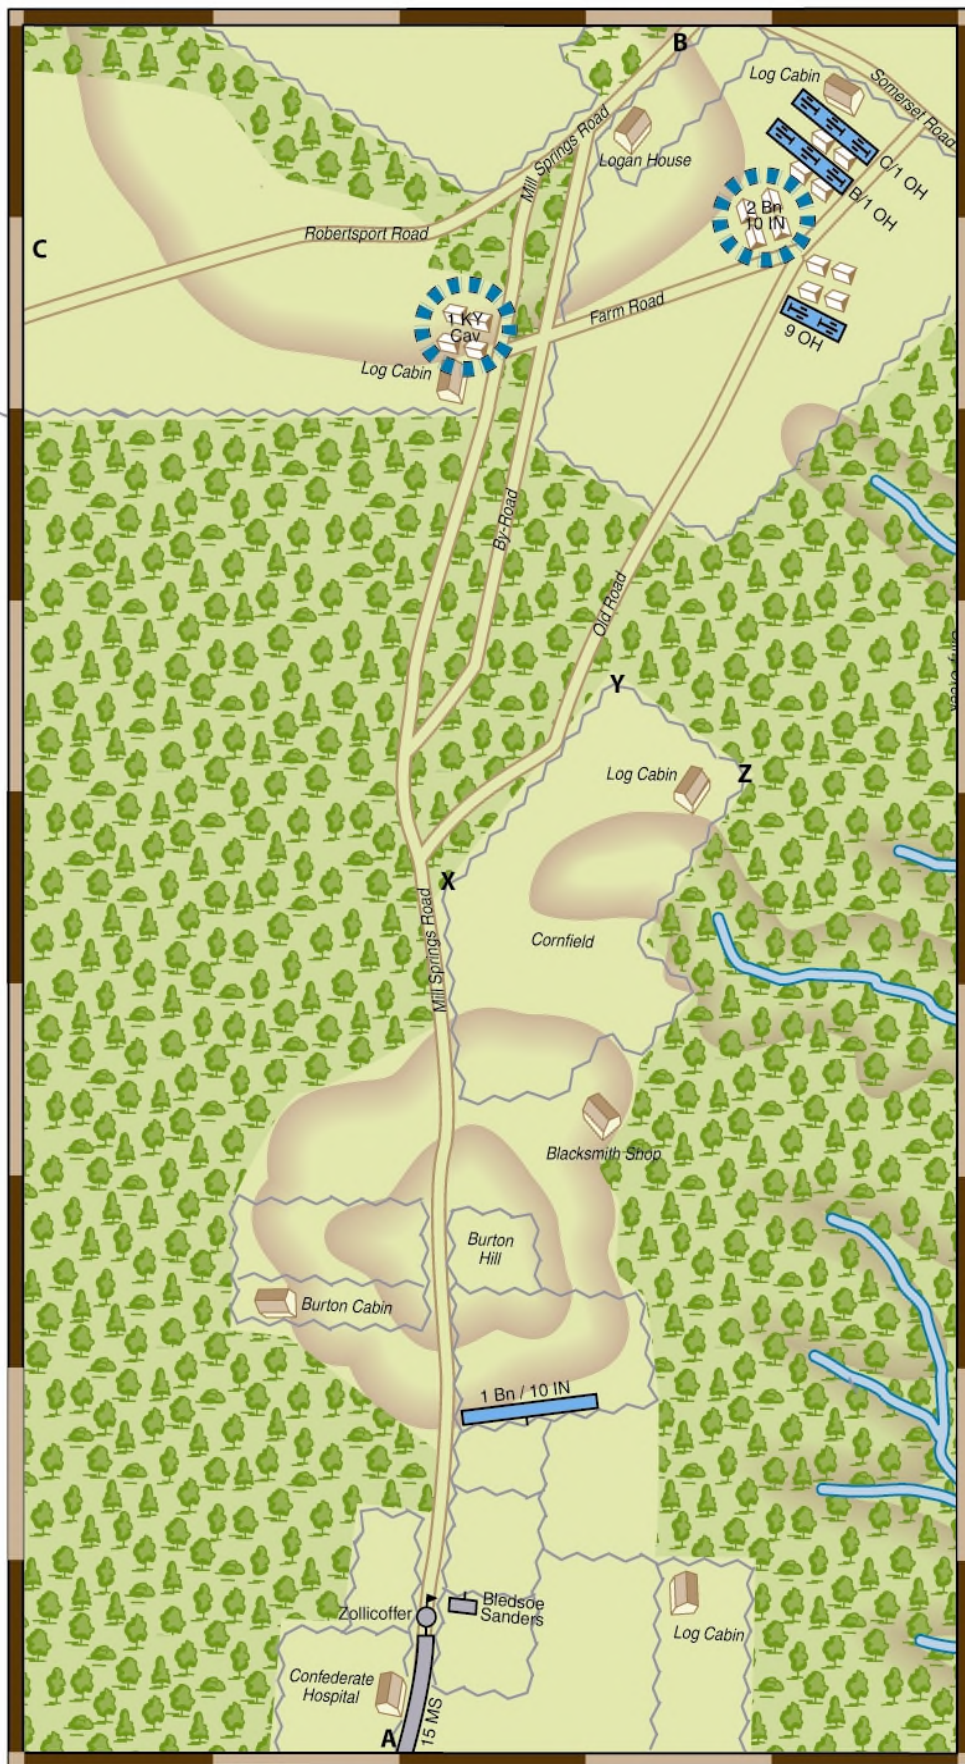 B
Log Cabin
Somerset Road
Mill Springs Road
Logan House
C/1 OH
B/1 OH
2 Bn
10 IN
Robertsport Road
C
Farm Road
1 KY
Cav
9 OH
Log Cabin
By-Road
Old Road
Y
Log Cabin
Z
X
Mill Springs Road
Cornfield
Blacksmith Shop
Burton
Hill
Burton Cabin
1 Bn / 10 IN
Zollicoffer
Bledsoe
Sanders
Log Cabin
Confederate
Hospital
15 MS
A